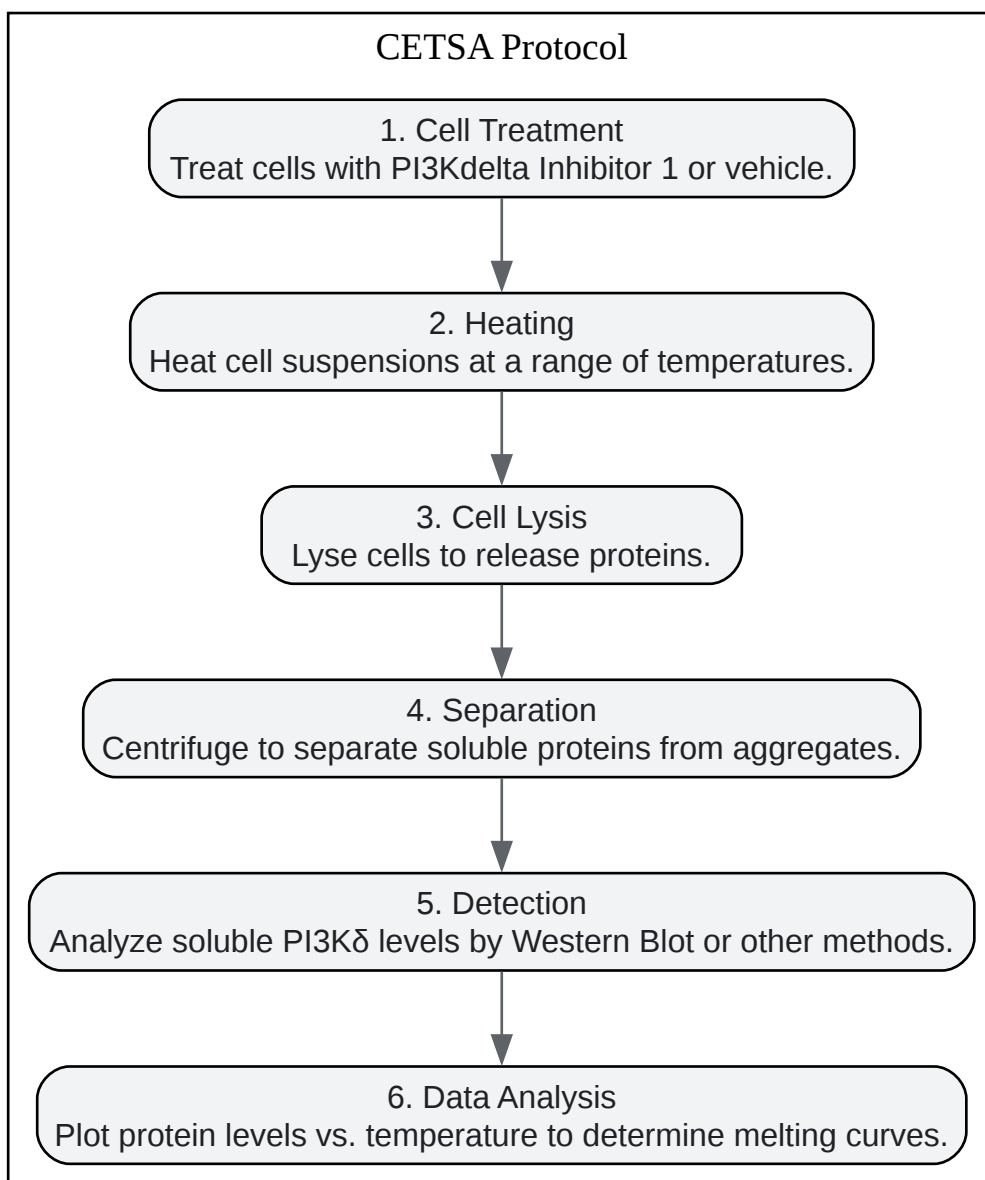 CETSA Protocol
1. Cell Treatment
Treat cells with PI3Kdelta Inhibitor 1 or vehicle.
2. Heating
Heat cell suspensions at a range of temperatures.
3. Cell Lysis
Lyse cells to release proteins.
4. Separation
Centrifuge to separate soluble proteins from aggregates.
5. Detection
Analyze soluble PI3Kδ levels by Western Blot or other methods.
6. Data Analysis
Plot protein levels vs. temperature to determine melting curves.